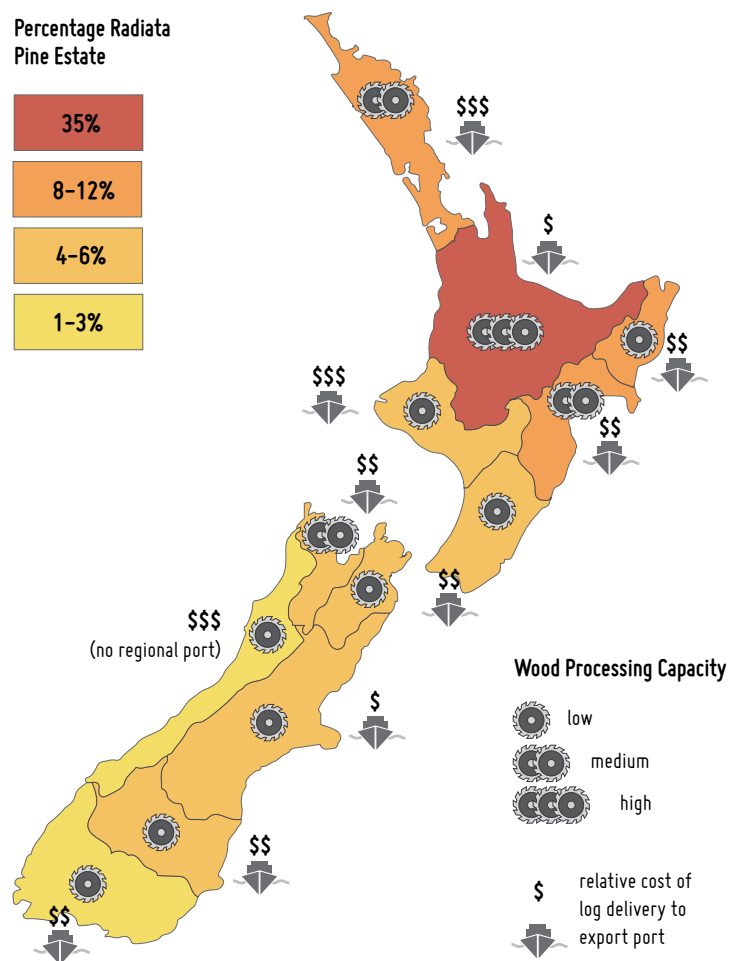 Percentage Radiata
Pine Estate
35%
8–12%
4–6%
1–3%
$$$
$
$$
$$$
$$
$$
$$
$$$
(no regional port)
$
$$
$$
Wood Processing Capacity
low
medium
high
$
relative cost of
log delivery to
export port